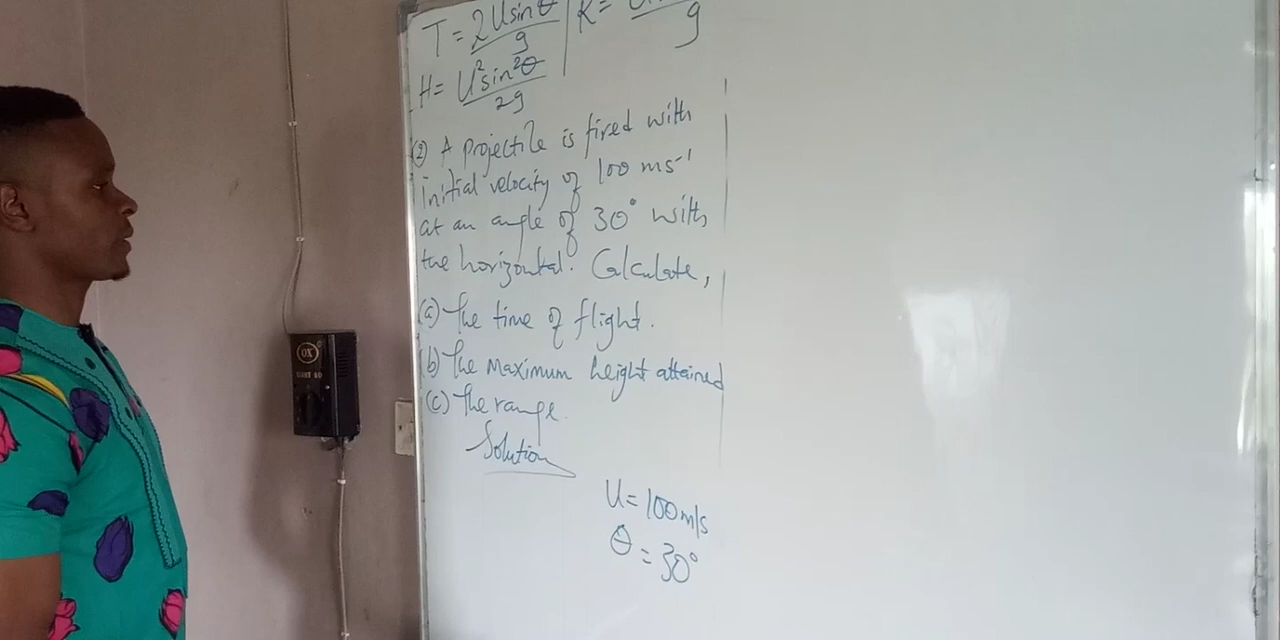 T = 2Usinθ/g | R = /g
H = U²sin²θ/2g
(2) A projectile is fired with
initial velocity of 100 ms⁻¹
at an angle of 30° with
the horizontal. Calculate,
(a) The time of flight.
(b) The maximum height attained
(c) The range.
Solution
U = 100m/s
θ = 30°
OX